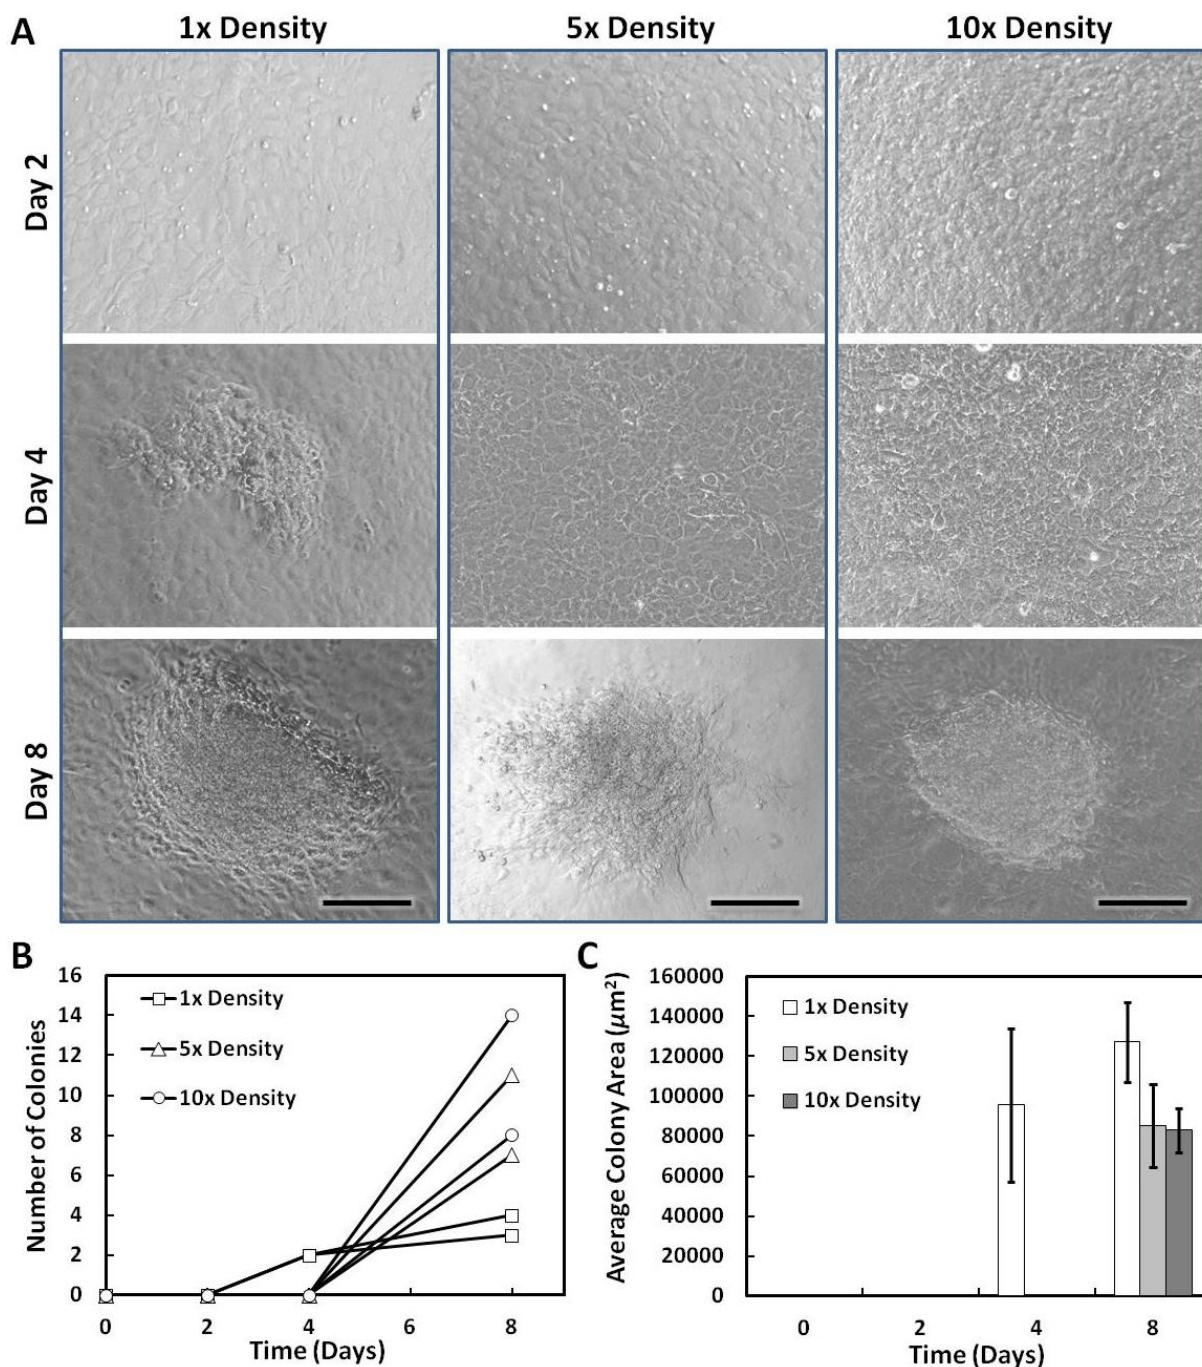 A
1x Density
5x Density
10x Density
Day 2
Day 4
Day 8
B
Number of Colonies
16
14
12
10
8
6
4
2
0
1x Density
5x Density
10x Density
0 2 4 6 8
Time (Days)
C
Average Colony Area (µm²)
160000
140000
120000
100000
80000
60000
40000
20000
0
1x Density
5x Density
10x Density
0 2 4 8
Time (Days)